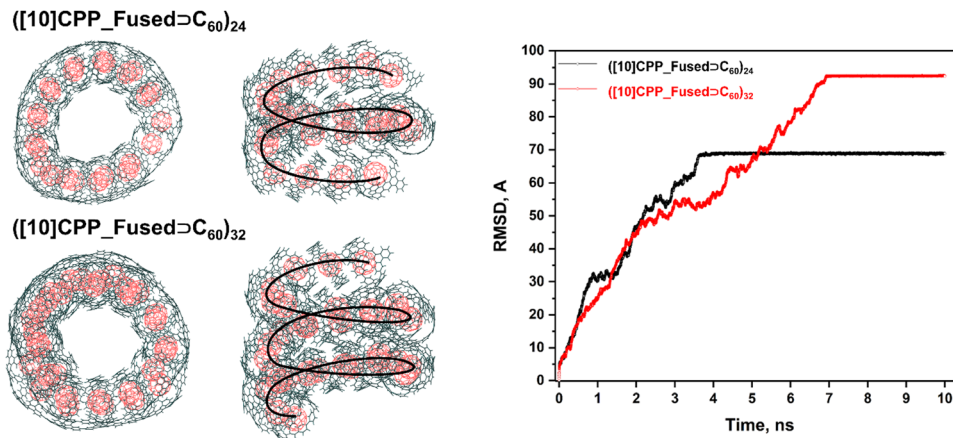 ([10]CPP_Fused⊃C₆₀)₂₄
([10]CPP_Fused⊃C₆₀)₃₂
RMSD, A
100
90
80
70
60
50
40
30
20
10
0
([10]CPP_Fused⊃C₆₀)₂₄
([10]CPP_Fused⊃C₆₀)₃₂
0 1 2 3 4 5 6 7 8 9 10
Time, ns